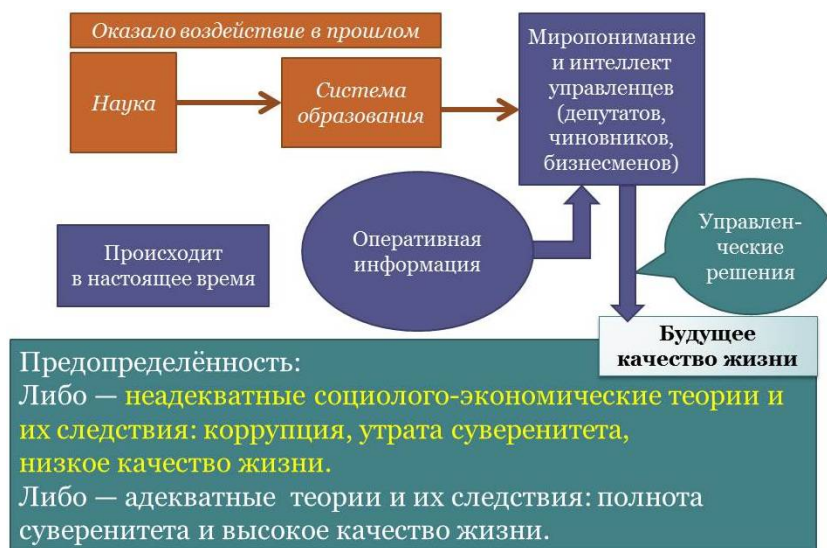 Оказало воздействие в прошлом
Наука
Система
образования
Миропонимание
и интеллект
управленцев
(депутатов,
чиновников,
бизнесменов)
Происходит
в настоящее время
Оперативная
информация
Управлен-
ческие
решения
Будущее
качество жизни
Предопределённость:
Либо — неадекватные социолого-экономические теории и
их следствия: коррупция, утрата суверенитета,
низкое качество жизни.
Либо — адекватные теории и их следствия: полнота
суверенитета и высокое качество жизни.